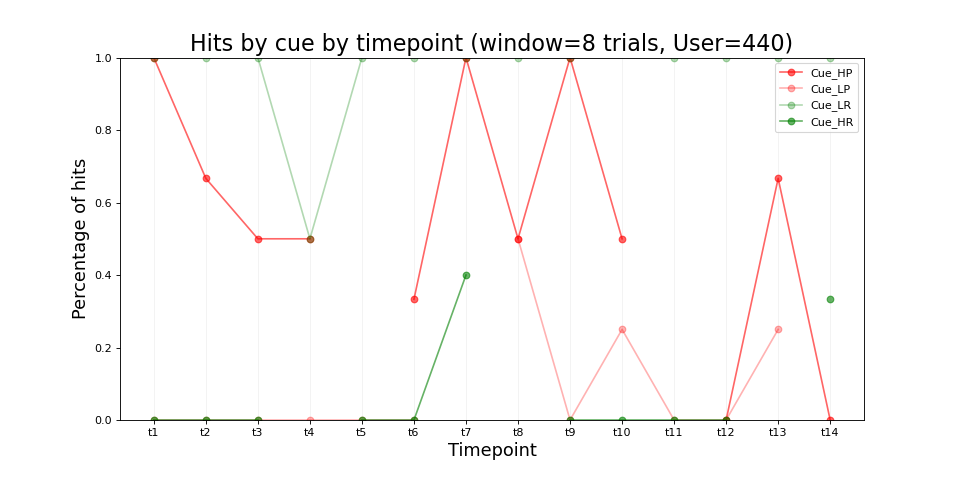 Hits by cue by timepoint (window=8 trials, User=440)
Percentage of hits
1.0
0.8
0.6
0.4
0.2
0.0
Cue_HP
Cue_LP
Cue_LR
Cue_HR
t1 t2 t3 t4 t5 t6 t7 t8 t9 t10 t11 t12 t13 t14
Timepoint